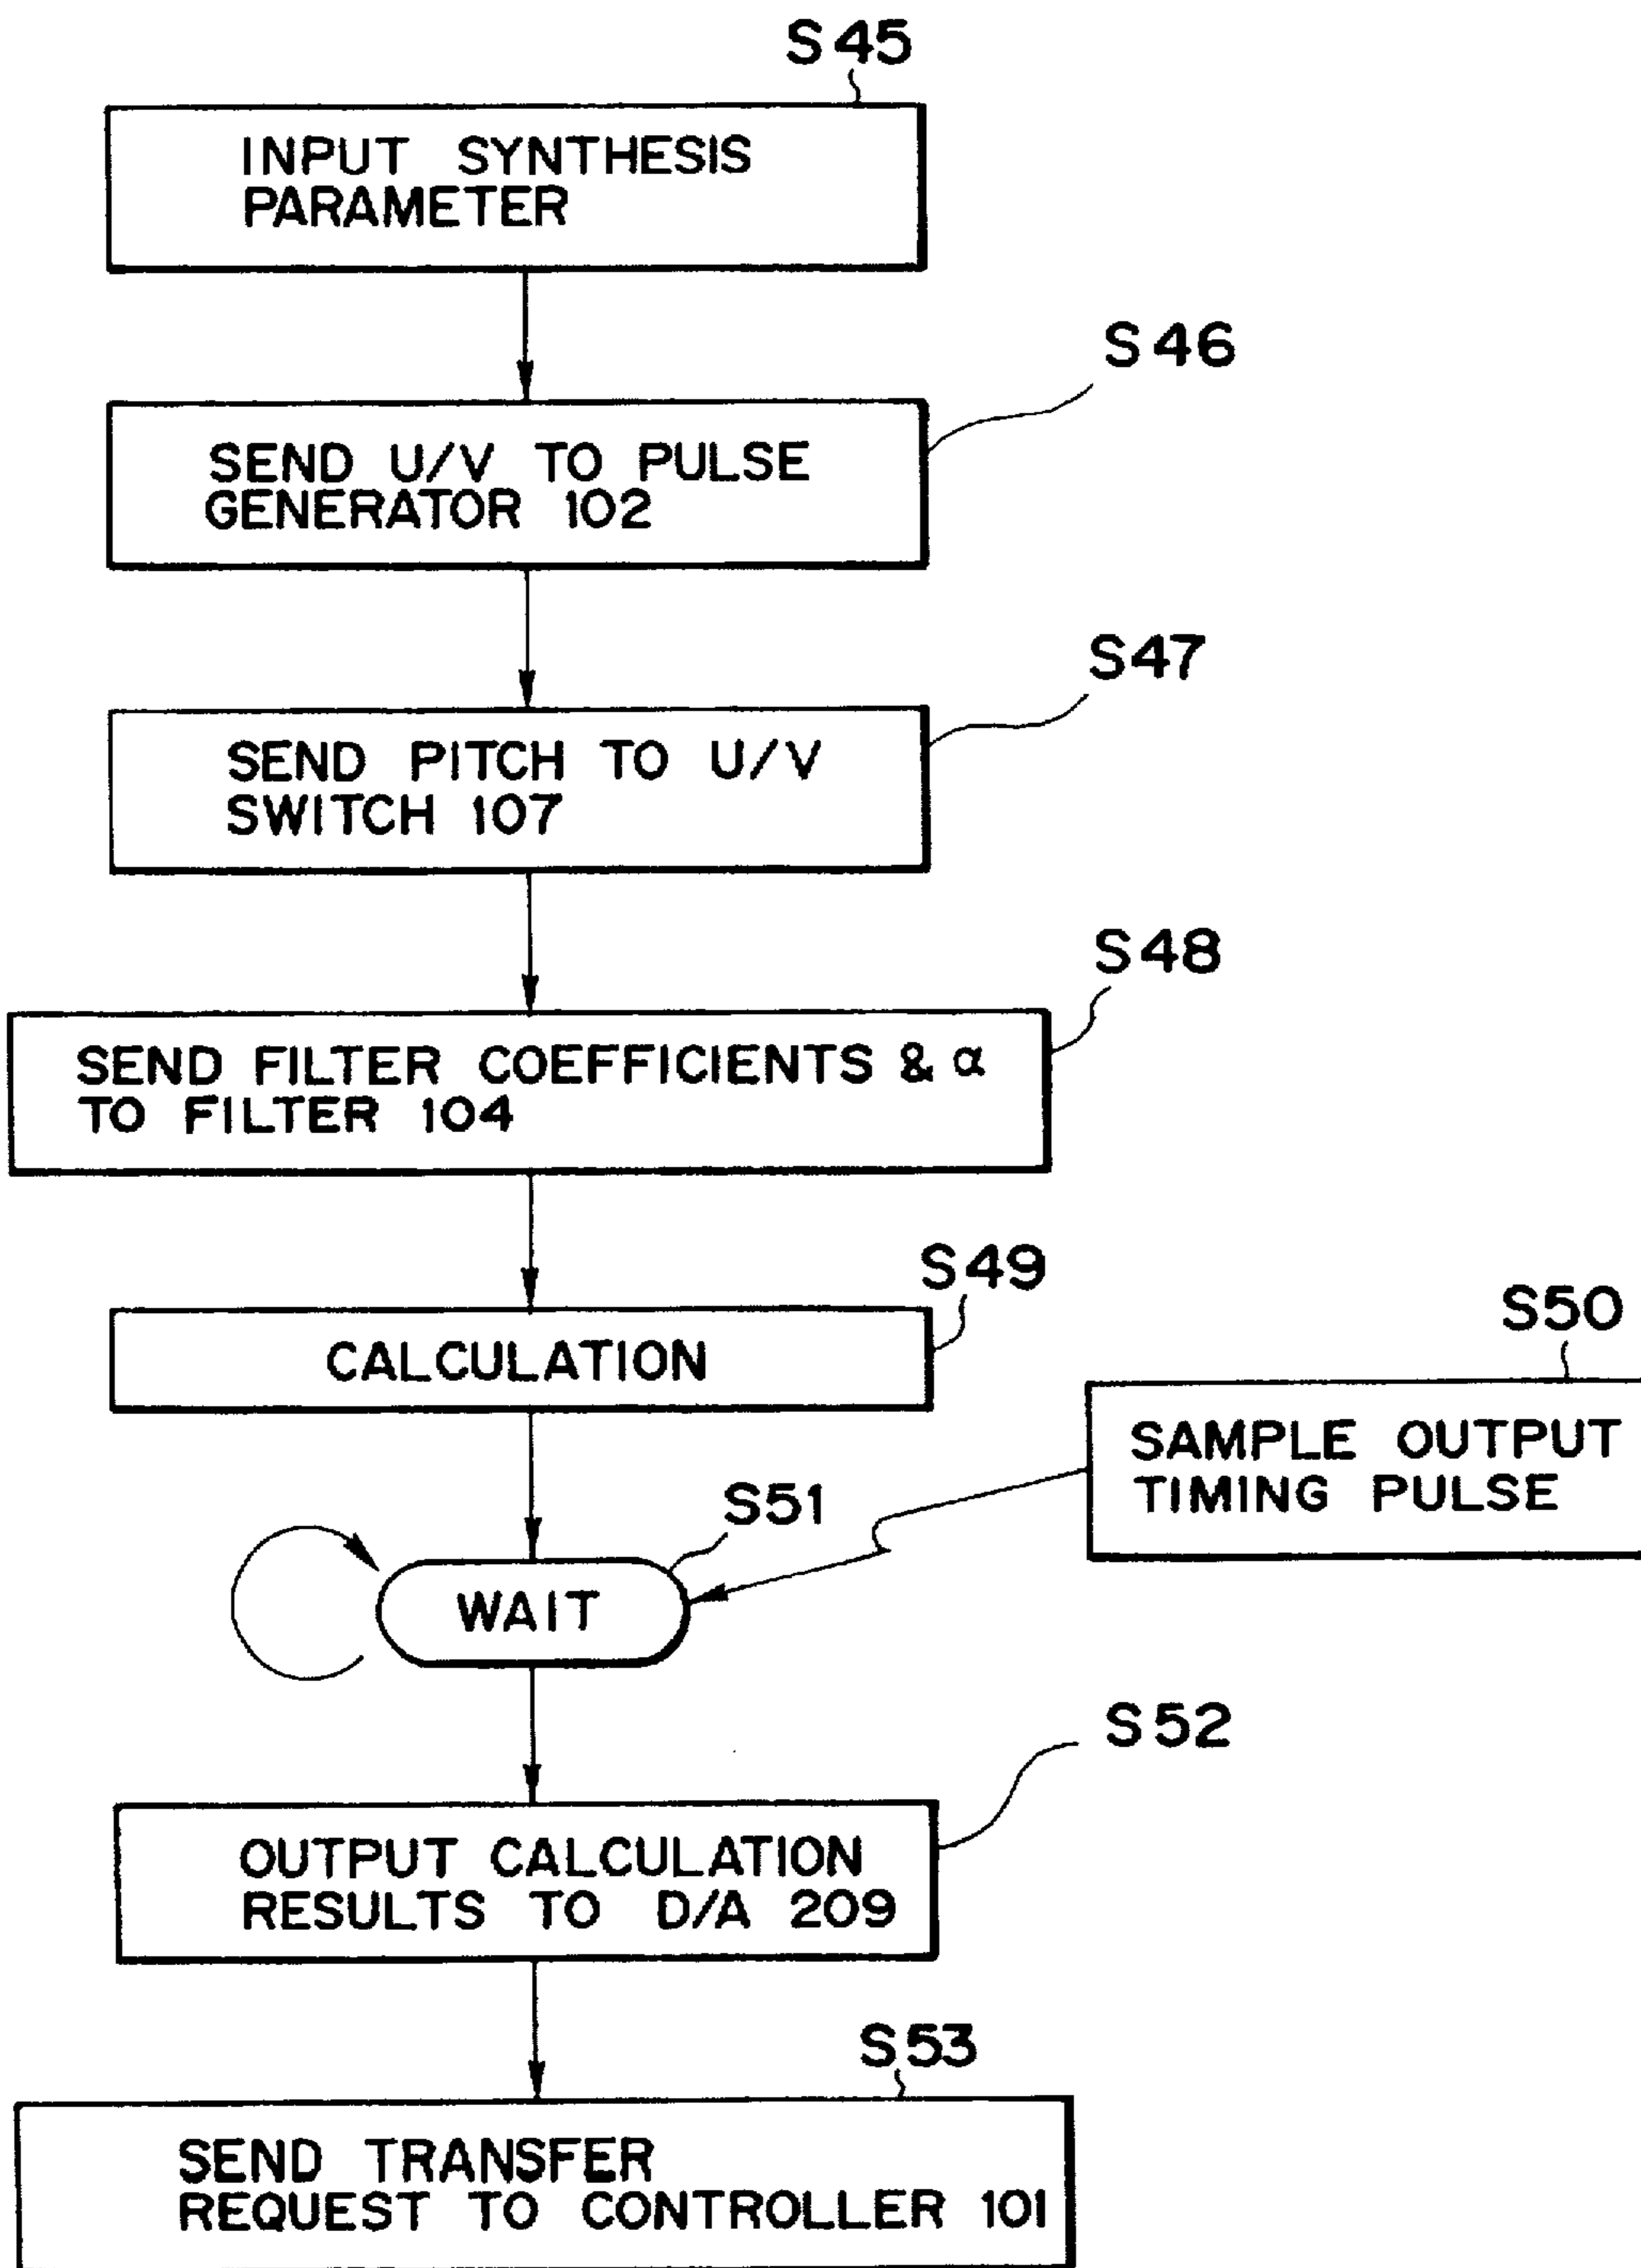 S45
INPUT SYNTHESIS
PARAMETER
S46
SEND U/V TO PULSE
GENERATOR 102
S47
SEND PITCH TO U/V
SWITCH 107
S48
SEND FILTER COEFFICIENTS & α
TO FILTER 104
S49
CALCULATION
S50
SAMPLE OUTPUT
TIMING PULSE
S51
WAIT
S52
OUTPUT CALCULATION
RESULTS TO D/A 209
S53
SEND TRANSFER
REQUEST TO CONTROLLER 101